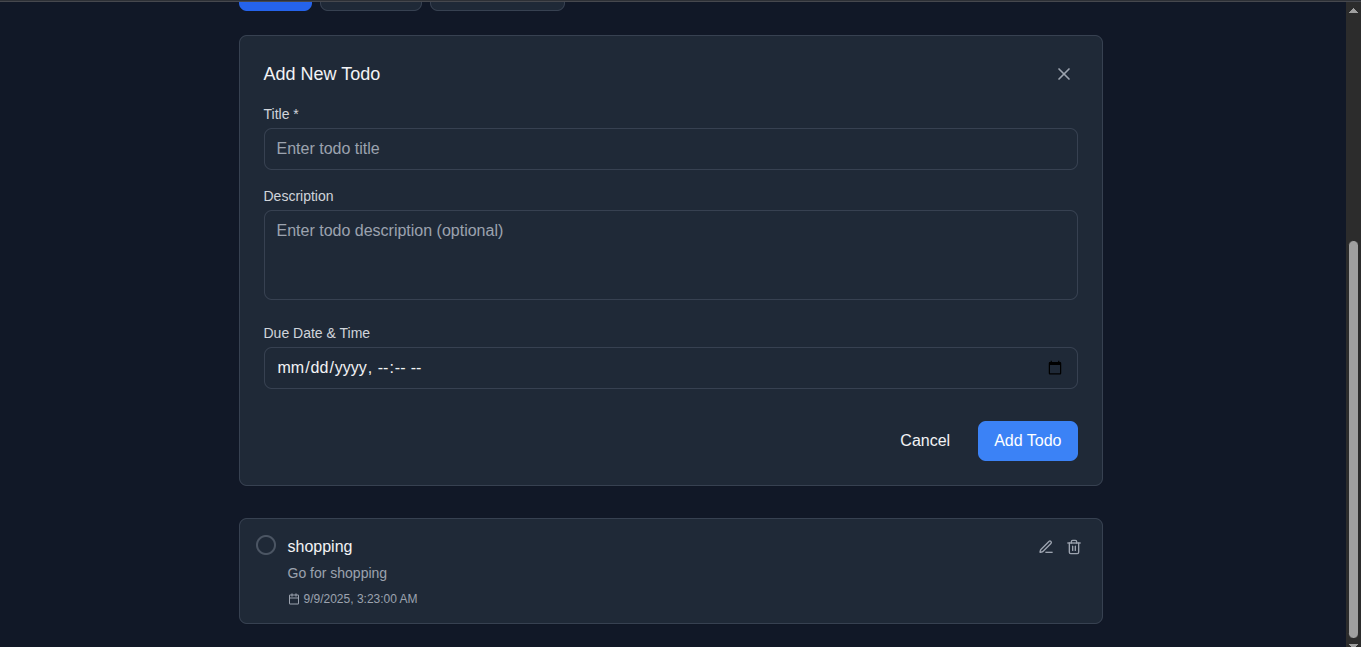 Add New Todo
Title *
Enter todo title
Description
Enter todo description (optional)
Due Date & Time
mm/dd/yyyy, --:-- --
Cancel
Add Todo
shopping
Go for shopping
9/9/2025, 3:23:00 AM